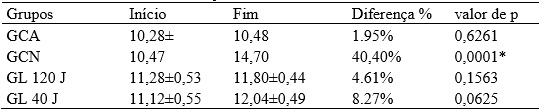 Grupos Início Fim Diferença % valor de p
GCA 10,28± 10,48 1.95% 0,6261
GCN 10,47 14,70 40,40% 0,0001*
GL 120 J 11,28±0,53 11,80±0,44 4.61% 0,1563
GL 40 J 11,12±0,55 12,04±0,49 8.27% 0,0625